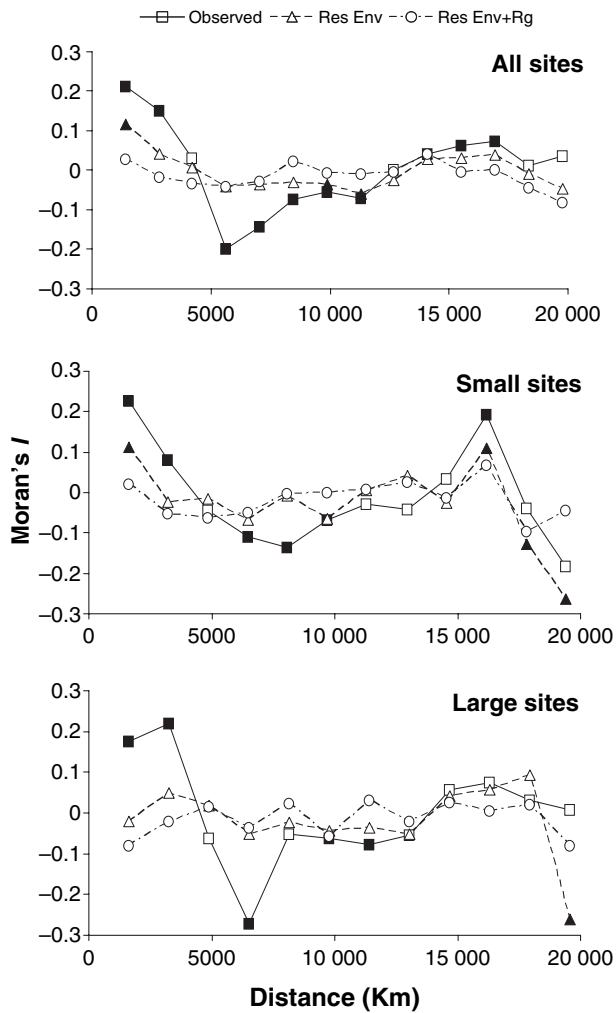 Observed Res Env Res Env+Rg
All sites
0.3
0.2
0.1
0
–0.1
–0.2
–0.3
0 5000 10 000 15 000 20 000
Small sites
0.3
0.2
0.1
0
–0.1
–0.2
–0.3
0 5000 10 000 15 000 20 000
Moran's I
Large sites
0.3
0.2
0.1
0
–0.1
–0.2
–0.3
0 5000 10 000 15 000 20 000
Distance (Km)